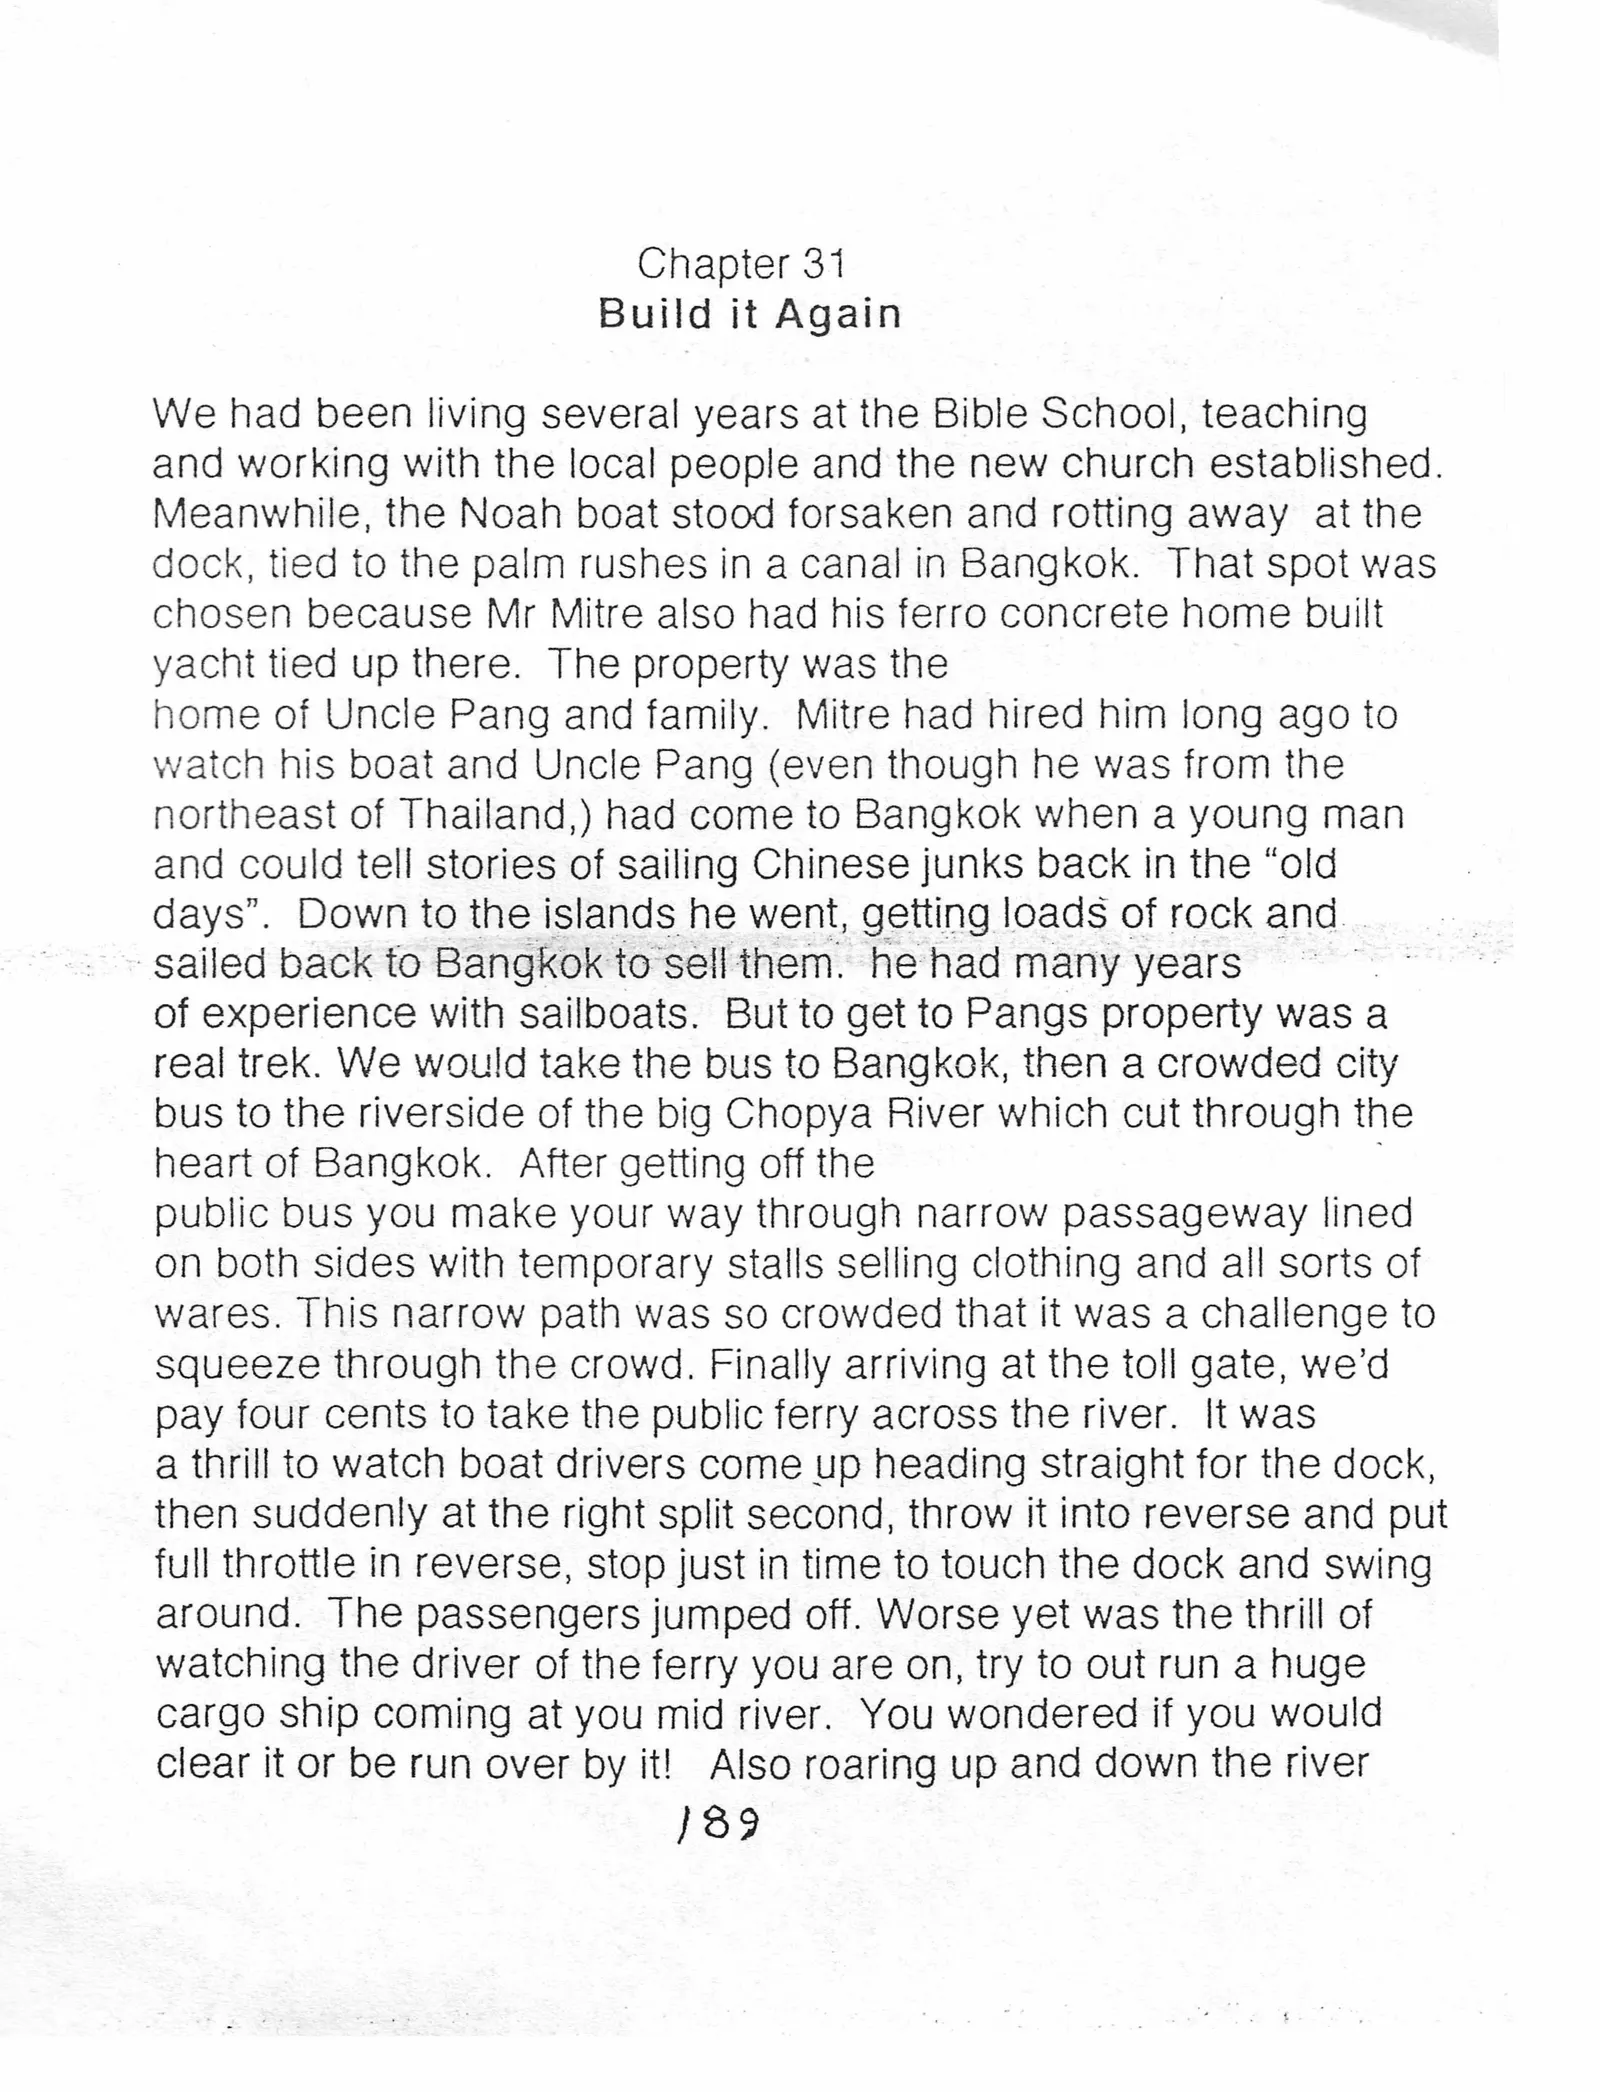 Chapter 31
Build it Again
We had been living several years at the Bible School, teaching
and working with the local people and the new church established.
Meanwhile, the Noah boat stood forsaken and rotting away  at the
dock, tied to the palm rushes in a canal in Bangkok.  That spot was
chosen because Mr Mitre also had his ferro concrete home built
yacht tied up there.  The property was the
home of Uncle Pang and family.  Mitre had hired him long ago to
watch his boat and Uncle Pang (even though he was from the
northeast of Thailand,) had come to Bangkok when a young man
and could tell stories of sailing Chinese junks back in the “old
days”.  Down to the islands he went, getting loads of rock and
sailed back to Bangkok to sell them.  he had many years
of experience with sailboats.  But to get to Pangs property was a
real trek. We would take the bus to Bangkok, then a crowded city
bus to the riverside of the big Chopya River which cut through the
heart of Bangkok.  After getting off the
public bus you make your way through narrow passageway lined
on both sides with temporary stalls selling clothing and all sorts of
wares. This narrow path was so crowded that it was a challenge to
squeeze through the crowd. Finally arriving at the toll gate, we’d
pay four cents to take the public ferry across the river.  It was
a thrill to watch boat drivers come up heading straight for the dock,
then suddenly at the right split second, throw it into reverse and put
full throttle in reverse, stop just in time to touch the dock and swing
around.  The passengers jumped off. Worse yet was the thrill of
watching the driver of the ferry you are on, try to out run a huge
cargo ship coming at you mid river.  You wondered if you would
clear it or be run over by it!   Also roaring up and down the river
189